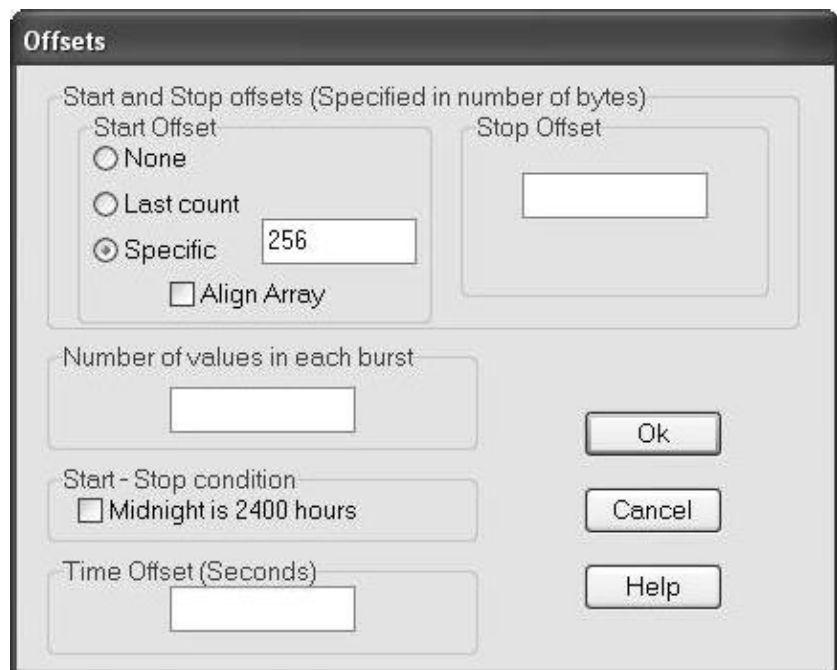 Offsets
Start and Stop offsets (Specified in number of bytes)
Start Offset
None
Last count
Specific 256
Align Array
Stop Offset
Number of values in each burst
Start - Stop condition
Midnight is 2400 hours
Time Offset (Seconds)
Ok
Cancel
Help